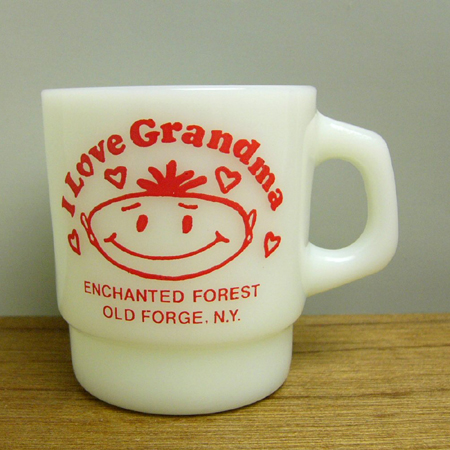 I Love Grandma
ENCHANTED FOREST
OLD FORGE, N.Y.